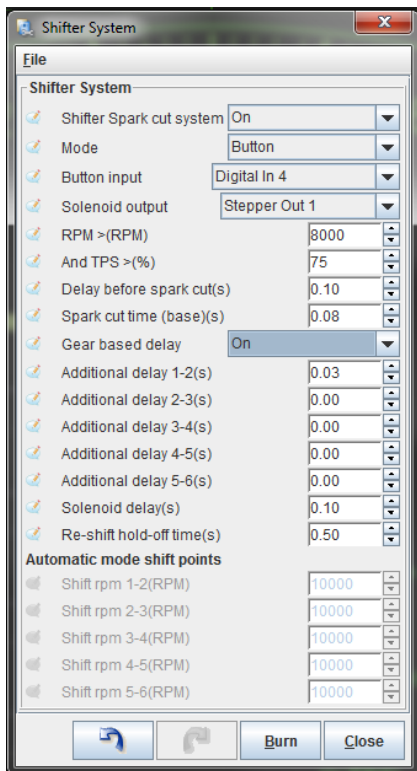 Shifter System
File
Shifter System
Shifter Spark cut system On
Mode Button
Button input Digital In 4
Solenoid output Stepper Out 1
RPM >(RPM) 8000
And TPS >(%) 75
Delay before spark cut(s) 0.10
Spark cut time (base)(s) 0.08
Gear based delay On
Additional delay 1-2(s) 0.03
Additional delay 2-3(s) 0.00
Additional delay 3-4(s) 0.00
Additional delay 4-5(s) 0.00
Additional delay 5-6(s) 0.00
Solenoid delay(s) 0.10
Re-shift hold-off time(s) 0.50
Automatic mode shift points
Shift rpm 1-2(RPM) 10000
Shift rpm 2-3(RPM) 10000
Shift rpm 3-4(RPM) 10000
Shift rpm 4-5(RPM) 10000
Shift rpm 5-6(RPM) 10000
Burn Close